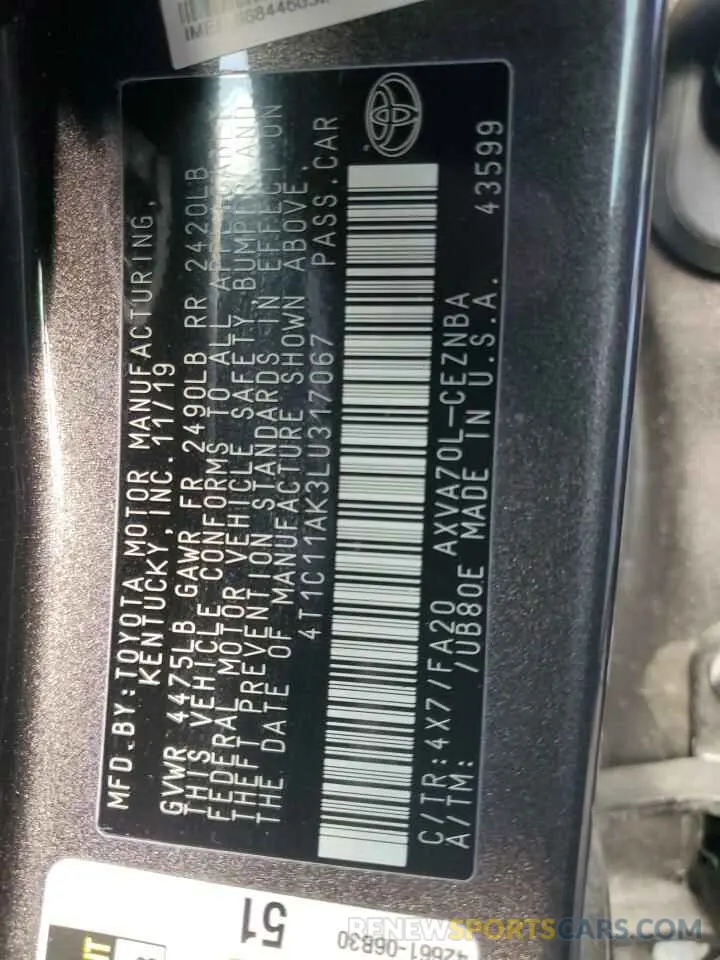 MFD.BY:TOYOTA MOTOR MANUFACTURING,
KENTUCKY, INC. 11/19
GVWR 4475LB GAWR FR 2490LB RR 2420LB
THIS VEHICLE CONFORMS TO ALL APPLICABLE
FEDERAL MOTOR VEHICLE SAFETY, BUMPER AND
THEFT PREVENTION STANDARDS IN EFFECT ON
THE DATE OF MANUFACTURE SHOWN ABOVE.
4T1C11AK3LU317067 PASS.CAR
C/TR:4X7/FA20 AXVA70L-CEZNBA
A/TM: /UB80E MADE IN U.S.A. 43599
51
42661-06B30
RENEWSPORTSCARS.COM